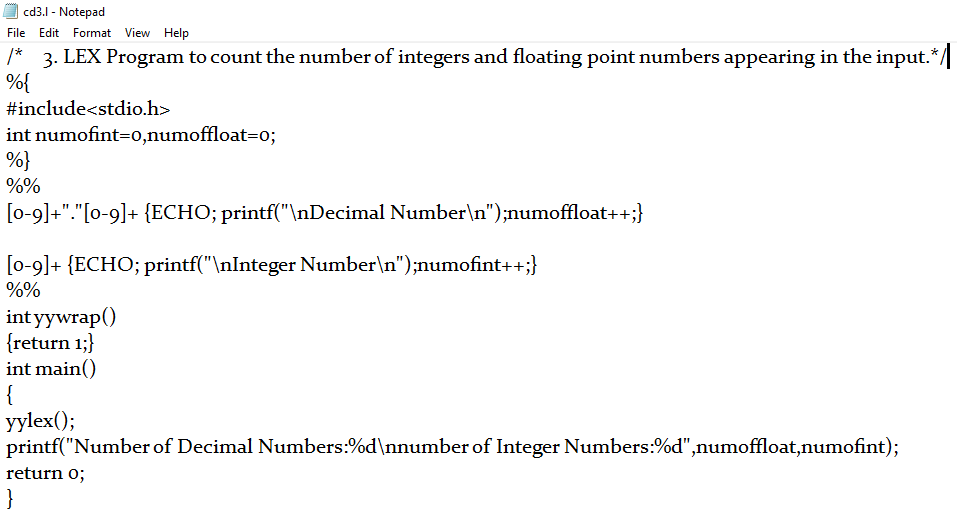 cd3.l - Notepad
File Edit Format View Help
/* 3. LEX Program to count the number of integers and floating point numbers appearing in the input.*/
%{
#include<stdio.h>
int numofint=0,numoffloat=0;
%}
%%
[0-9]+"."[0-9]+ {ECHO; printf("\nDecimal Number\n");numoffloat++;}
[0-9]+ {ECHO; printf("\nInteger Number\n");numofint++;}
%%
int yywrap()
{return 1;}
int main()
{
yylex();
printf("Number of Decimal Numbers:%d\nnumber of Integer Numbers:%d",numoffloat,numofint);
return 0;
}